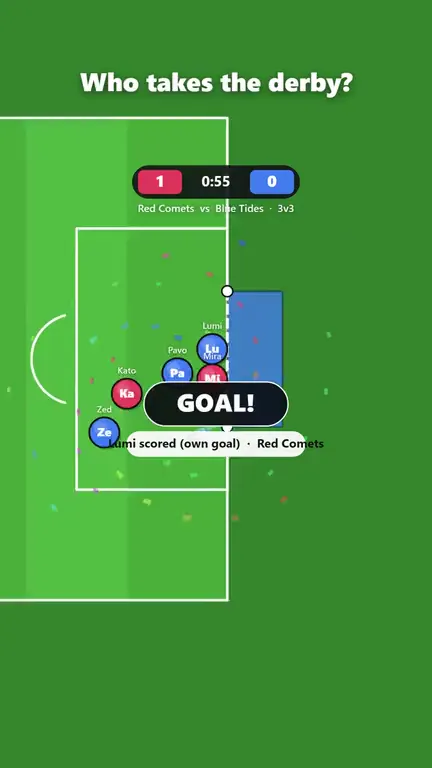 Who takes the derby?
1 0:55 0
Red Comets vs Blue Tides · 3v3
Lumi
Lu
Mira
Pavo
Pa
Mi
Kato
Ka
Zed
Ze
GOAL!
Lumi scored (own goal) · Red Comets